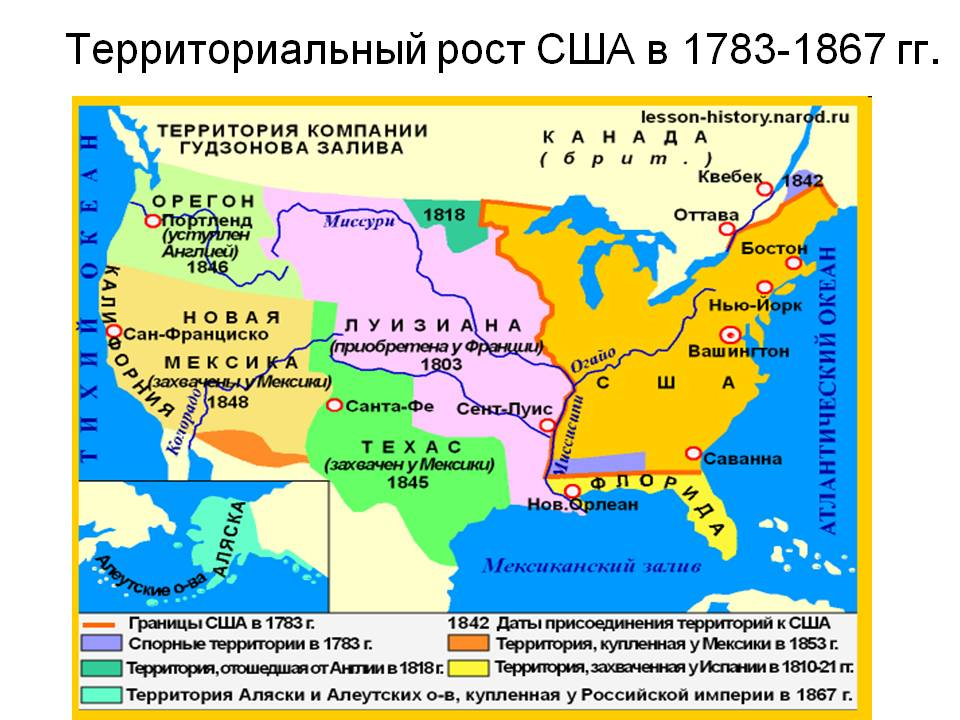 Территориальный рост США в 1783-1867 гг.
lesson-history.narod.ru
ТЕРРИТОРИЯ КОМПАНИИ
ГУДЗОНОВА ЗАЛИВА
КАНАДА
(брит.)
Квебек
1842
ОРЕГОН
Портленд
(уступлен
Англией)
1846
Миссури
1818
Оттава
Бостон
Нью-Йорк
Вашингтон
ТИХИЙ ОКЕАН
АТЛАНТИЧЕСКИЙ ОКЕАН
КАЛИФОРНИЯ
НОВАЯ
Сан-Франциско
МЕКСИКА
(захвачены у Мексики)
1848
Колорадо
ЛУИЗИАНА
(приобретена у Франции)
1803
Огайо
США
Санта-Фе
Сент-Луис
Миссисипи
ТЕХАС
(захвачен у Мексики)
1845
Саванна
Нов.Орлеан
ФЛОРИДА
Мексиканский залив
АЛЯСКА
Алеутские о-ва
Границы США в 1783 г.
1842 Даты присоединения территорий к США
Спорные территории в 1783 г.
Территория, купленная у Мексики в 1853 г.
Территория, отошедшая от Англии в 1818 г.
Территория, захваченная у Испании в 1810-21 гг.
Территория Аляски и Алеутских о-в, купленная у Российской империи в 1867 г.